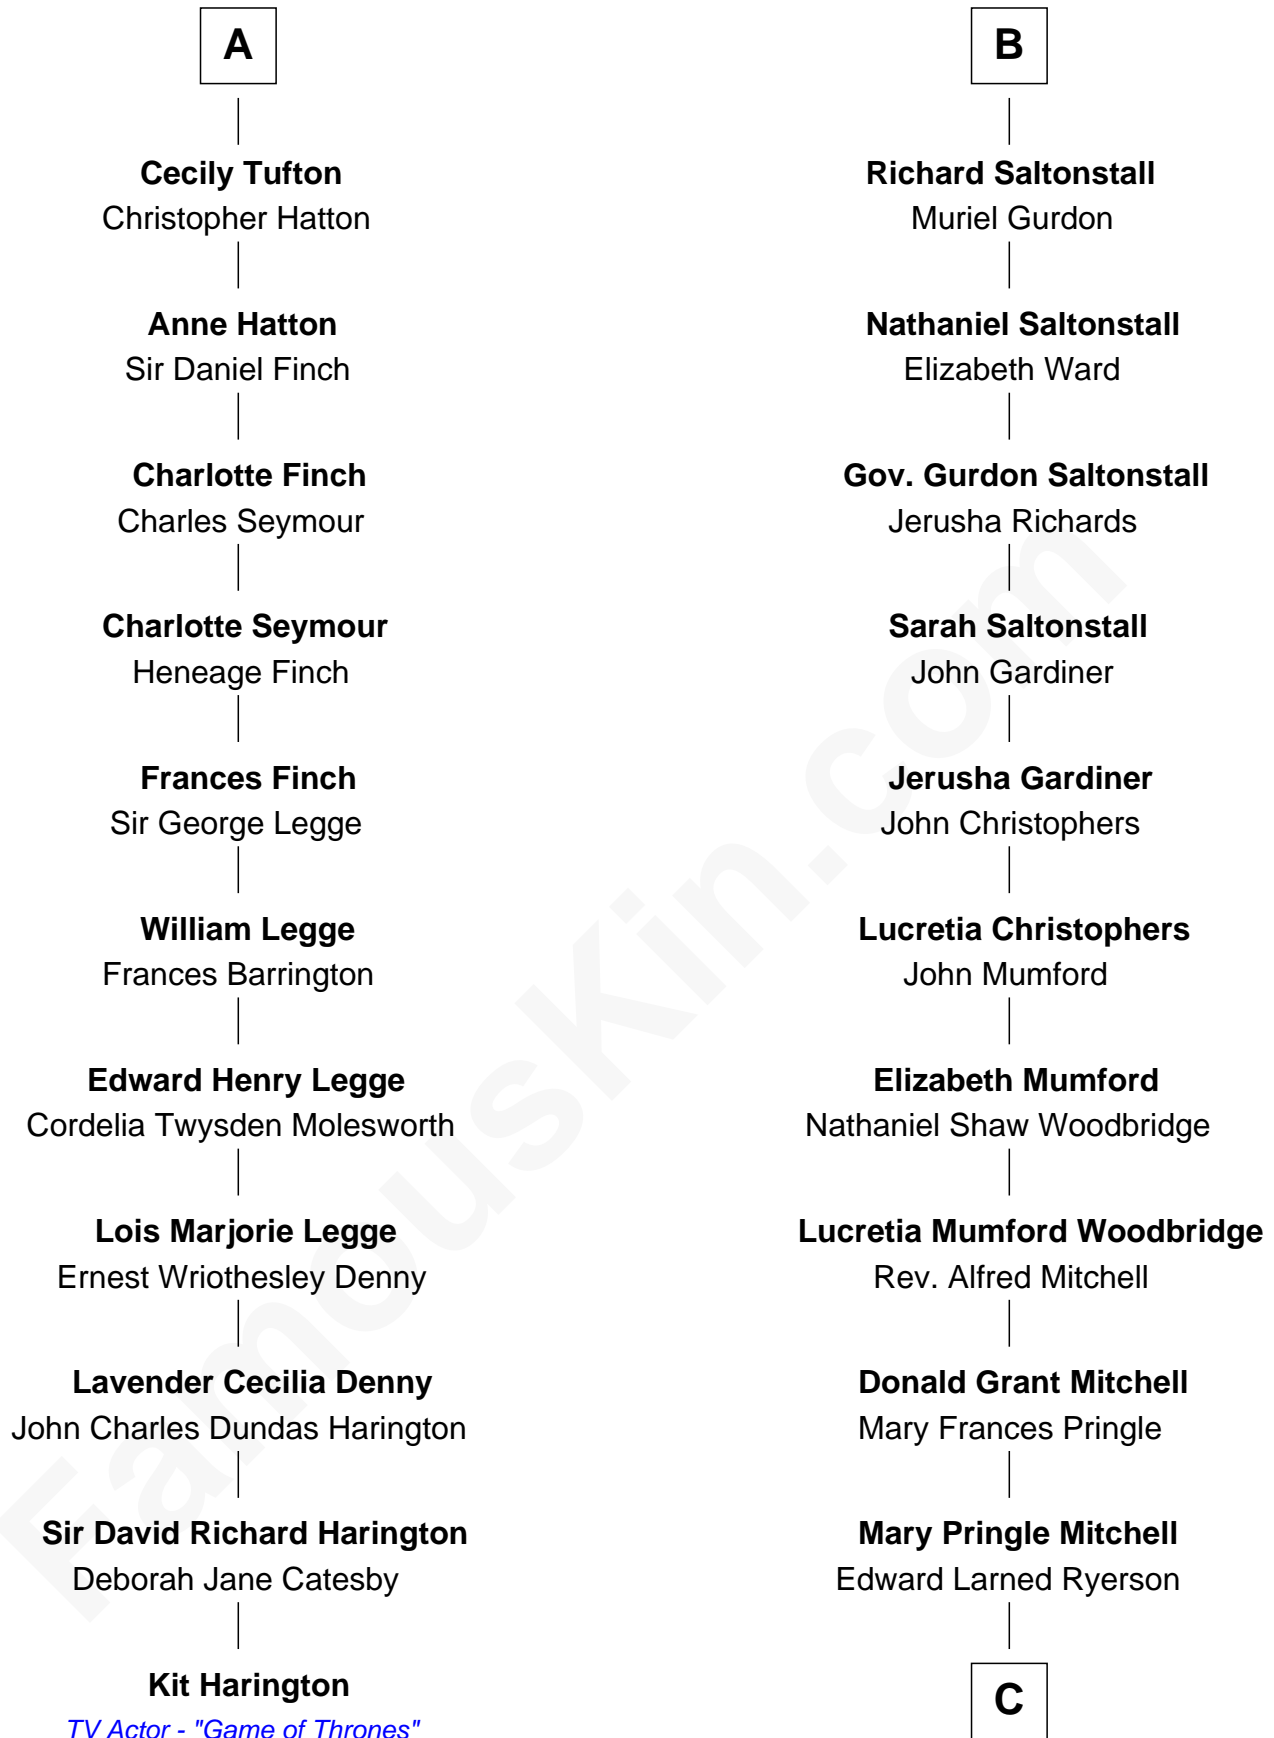 A
Cecily Tufton
Christopher Hatton
Anne Hatton
Sir Daniel Finch
Charlotte Finch
Charles Seymour
Charlotte Seymour
Heneage Finch
Frances Finch
Sir George Legge
William Legge
Frances Barrington
Edward Henry Legge
Cordelia Twysden Molesworth
Lois Marjorie Legge
Ernest Wriothesley Denny
Lavender Cecilia Denny
John Charles Dundas Harington
Sir David Richard Harington
Deborah Jane Catesby
Kit Harington
TV Actor - "Game of Thrones"
B
Richard Saltonstall
Muriel Gurdon
Nathaniel Saltonstall
Elizabeth Ward
Gov. Gurdon Saltonstall
Jerusha Richards
Sarah Saltonstall
John Gardiner
Jerusha Gardiner
John Christophers
Lucretia Christophers
John Mumford
Elizabeth Mumford
Nathaniel Shaw Woodbridge
Lucretia Mumford Woodbridge
Rev. Alfred Mitchell
Donald Grant Mitchell
Mary Frances Pringle
Mary Pringle Mitchell
Edward Larned Ryerson
C
FamousKin.com